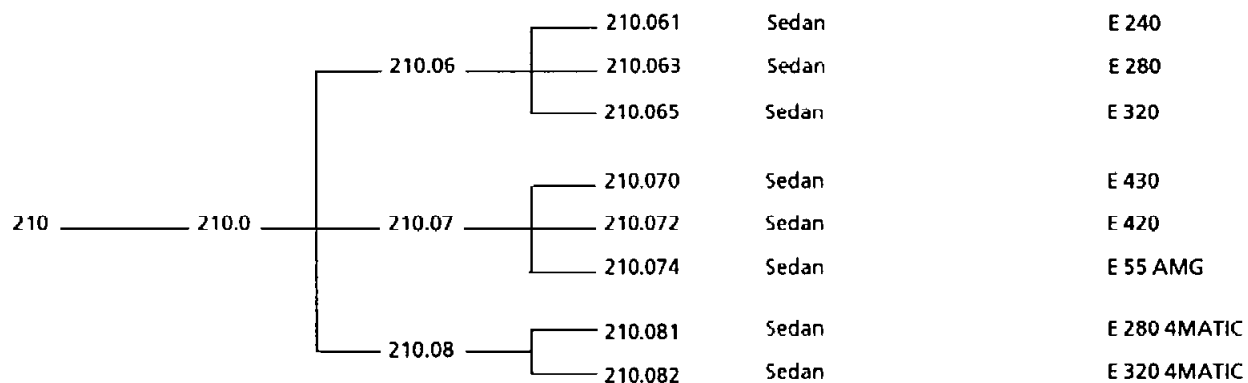 210.061 Sedan E 240
210.06 210.063 Sedan E 280
210.065 Sedan E 320
210.070 Sedan E 430
210 210.0 210.07 210.072 Sedan E 420
210.074 Sedan E 55 AMG
210.081 Sedan E 280 4MATIC
210.08
210.082 Sedan E 320 4MATIC